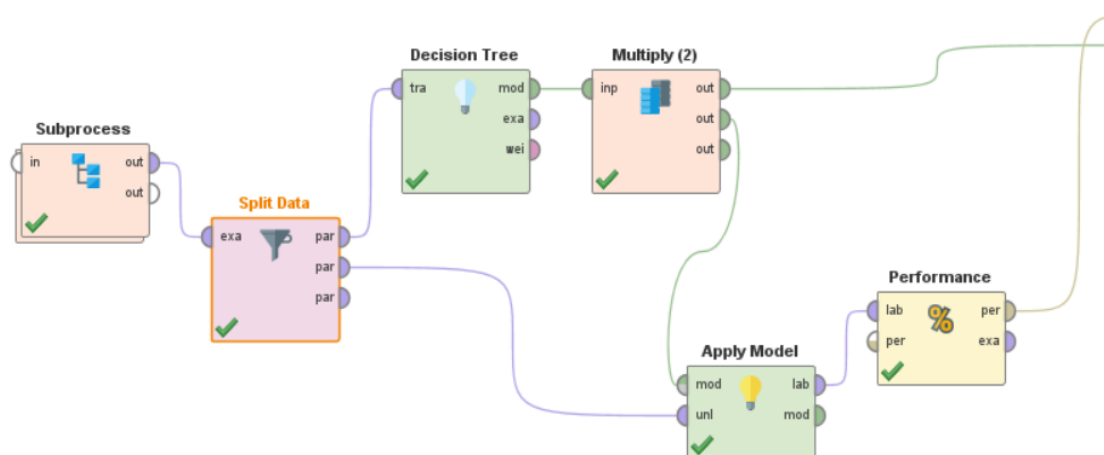 Decision Tree
tra mod
exa
wei
Multiply (2)
inp out
out
out
Subprocess
in out
out
Split Data
exa par
par
par
Performance
% 
lab per
per exa
Apply Model
mod lab
unl mod